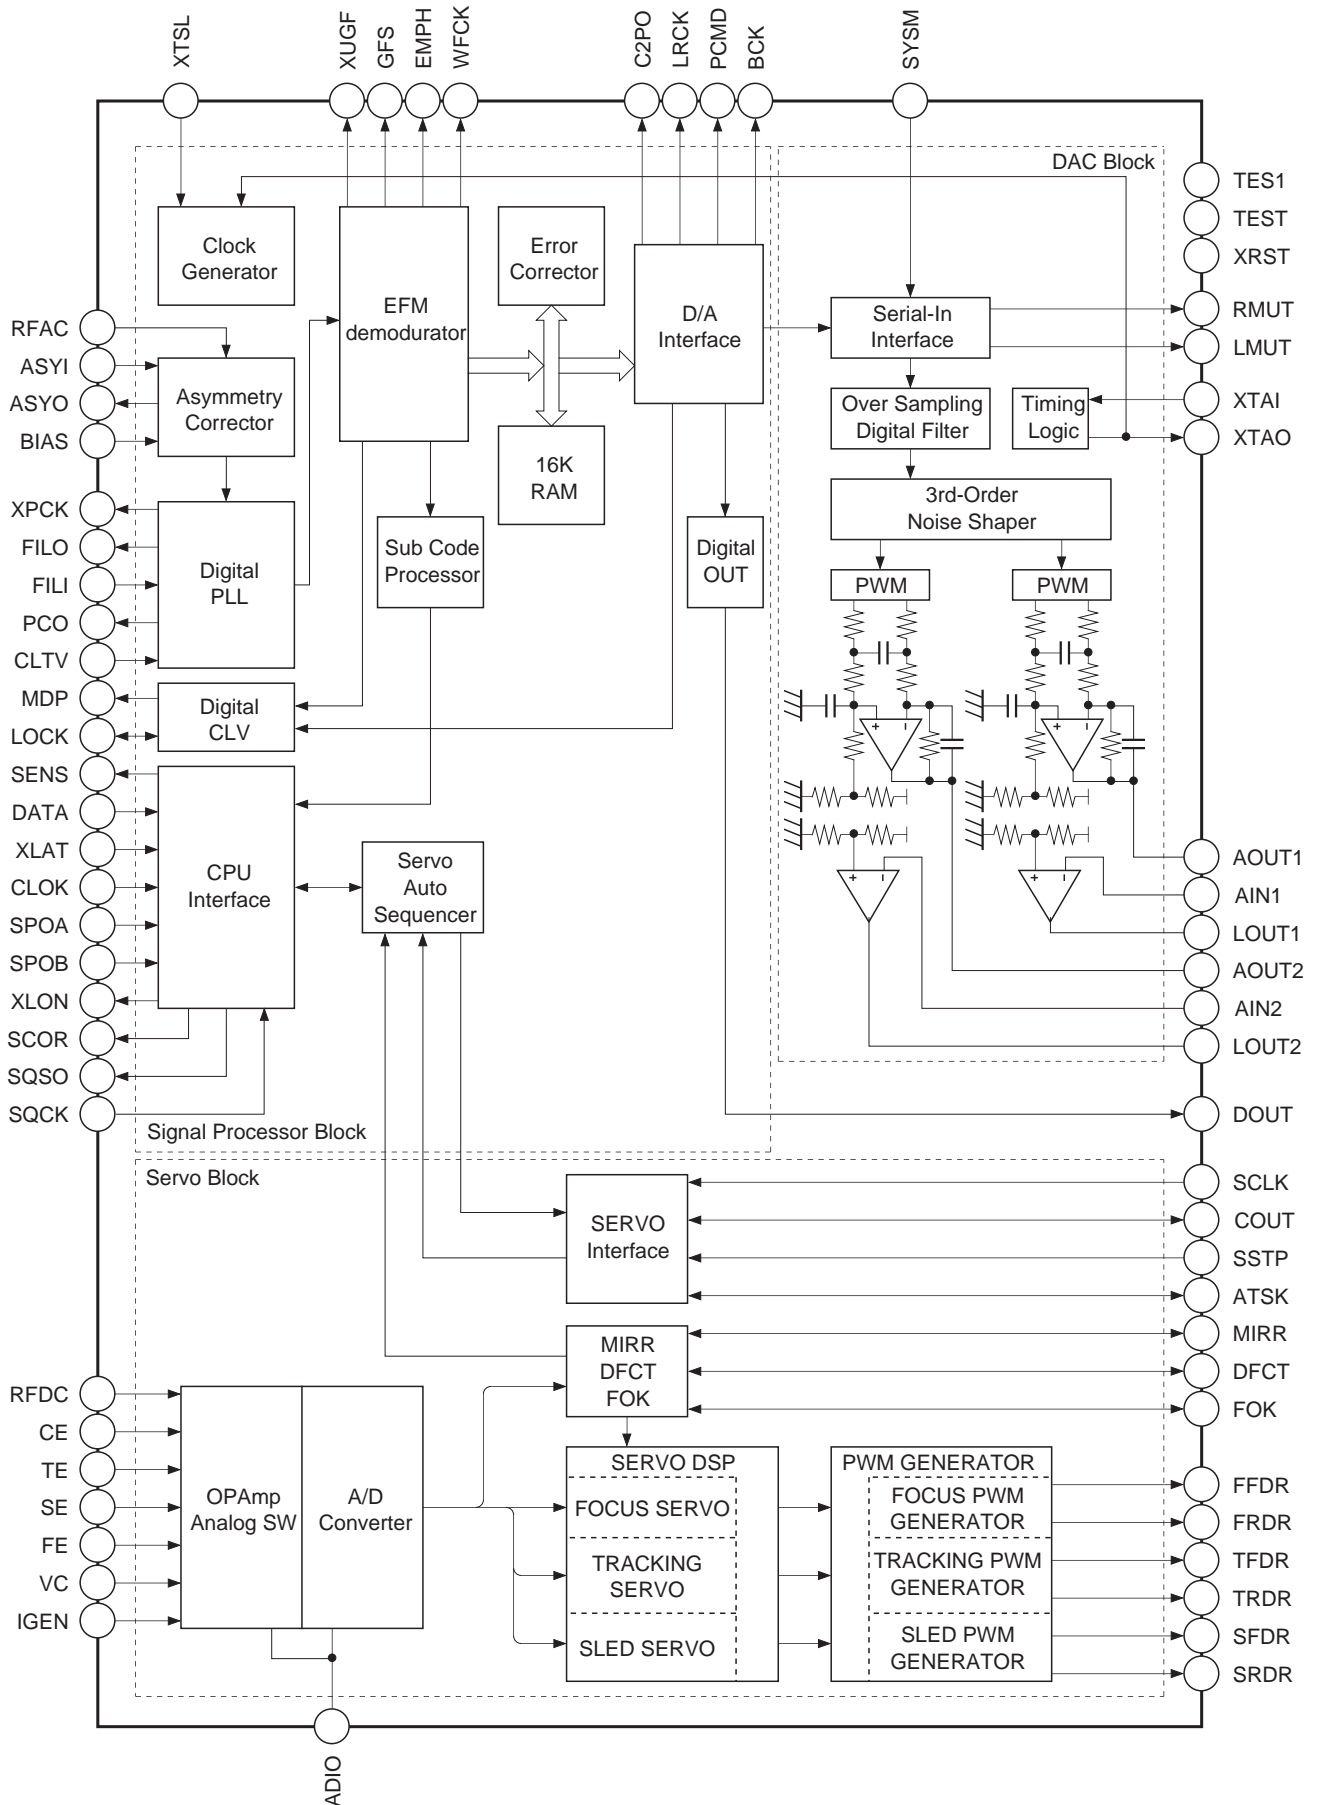 XTSL
XUGF
GFS
EMPH
WFCK
C2PO
LRCK
PCMD
BCK
SYSM
DAC Block
TES1
TEST
XRST
RMUT
LMUT
XTAI
XTAO
Clock
Generator
EFM
demodurator
Error
Corrector
D/A
Interface
Serial-In
Interface
RFAC
ASYI
ASYO
BIAS
Asymmetry
Corrector
16K
RAM
Over Sampling
Digital Filter
Timing
Logic
3rd-Order
Noise Shaper
XPCK
FILO
FILI
PCO
CLTV
Digital
PLL
Sub Code
Processor
Digital
OUT
PWM
PWM
MDP
LOCK
Digital
CLV
+
−
+
−
SENS
DATA
XLAT
CLOK
SPOA
SPOB
XLON
SCOR
SQSO
SQCK
CPU
Interface
Servo
Auto
Sequencer
+
−
+
−
AOUT1
AIN1
LOUT1
AOUT2
AIN2
LOUT2
DOUT
Signal Processor Block
Servo Block
SERVO
Interface
SCLK
COUT
SSTP
ATSK
MIRR
DFCT
FOK
MIRR
DFCT
FOK
RFDC
CE
TE
SE
FE
VC
IGEN
OPAmp
Analog SW
A/D
Converter
SERVO DSP
FOCUS SERVO
TRACKING
SERVO
SLED SERVO
PWM GENERATOR
FOCUS PWM
GENERATOR
TRACKING PWM
GENERATOR
SLED PWM
GENERATOR
FFDR
FRDR
TFDR
TRDR
SFDR
SRDR
ADIO